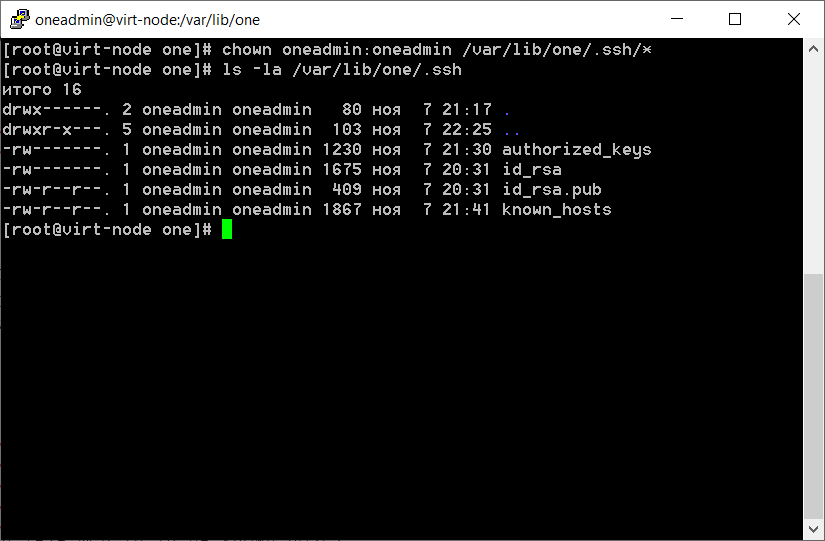 oneadmin@virt-node:/var/lib/one
[root@virt-node one]# chown oneadmin:oneadmin /var/lib/one/.ssh/*
[root@virt-node one]# ls -la /var/lib/one/.ssh
итого 16
drwx------. 2 oneadmin oneadmin   80 ноя  7 21:17 .
drwxr-x---. 5 oneadmin oneadmin  103 ноя  7 22:25 ..
-rw-------. 1 oneadmin oneadmin 1230 ноя  7 21:30 authorized_keys
-rw-------. 1 oneadmin oneadmin 1675 ноя  7 20:31 id_rsa
-rw-r--r--. 1 oneadmin oneadmin  409 ноя  7 20:31 id_rsa.pub
-rw-r--r--. 1 oneadmin oneadmin 1867 ноя  7 21:41 known_hosts
[root@virt-node one]#